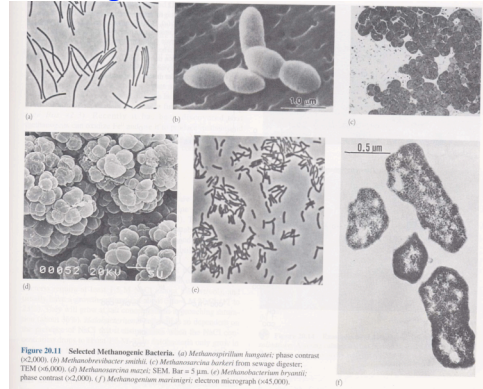 (a)
1.0 µm
(b)
(c)
00052 20KV 5U
(d)
(e)
0.5 µm
(f)
Figure 20.11 Selected Methanogenic Bacteria. (a) Methanospirillum hungatei; phase contrast
(×2,000). (b) Methanobrevibacter smithii. (c) Methanosarcina barkeri from sewage digester;
TEM (×6,000). (d) Methanosarcina mazei; SEM. Bar = 5 µm. (e) Methanobacterium bryantii;
phase contrast (×2,000). (f) Methanogenium marisnigri; electron micrograph (×45,000).